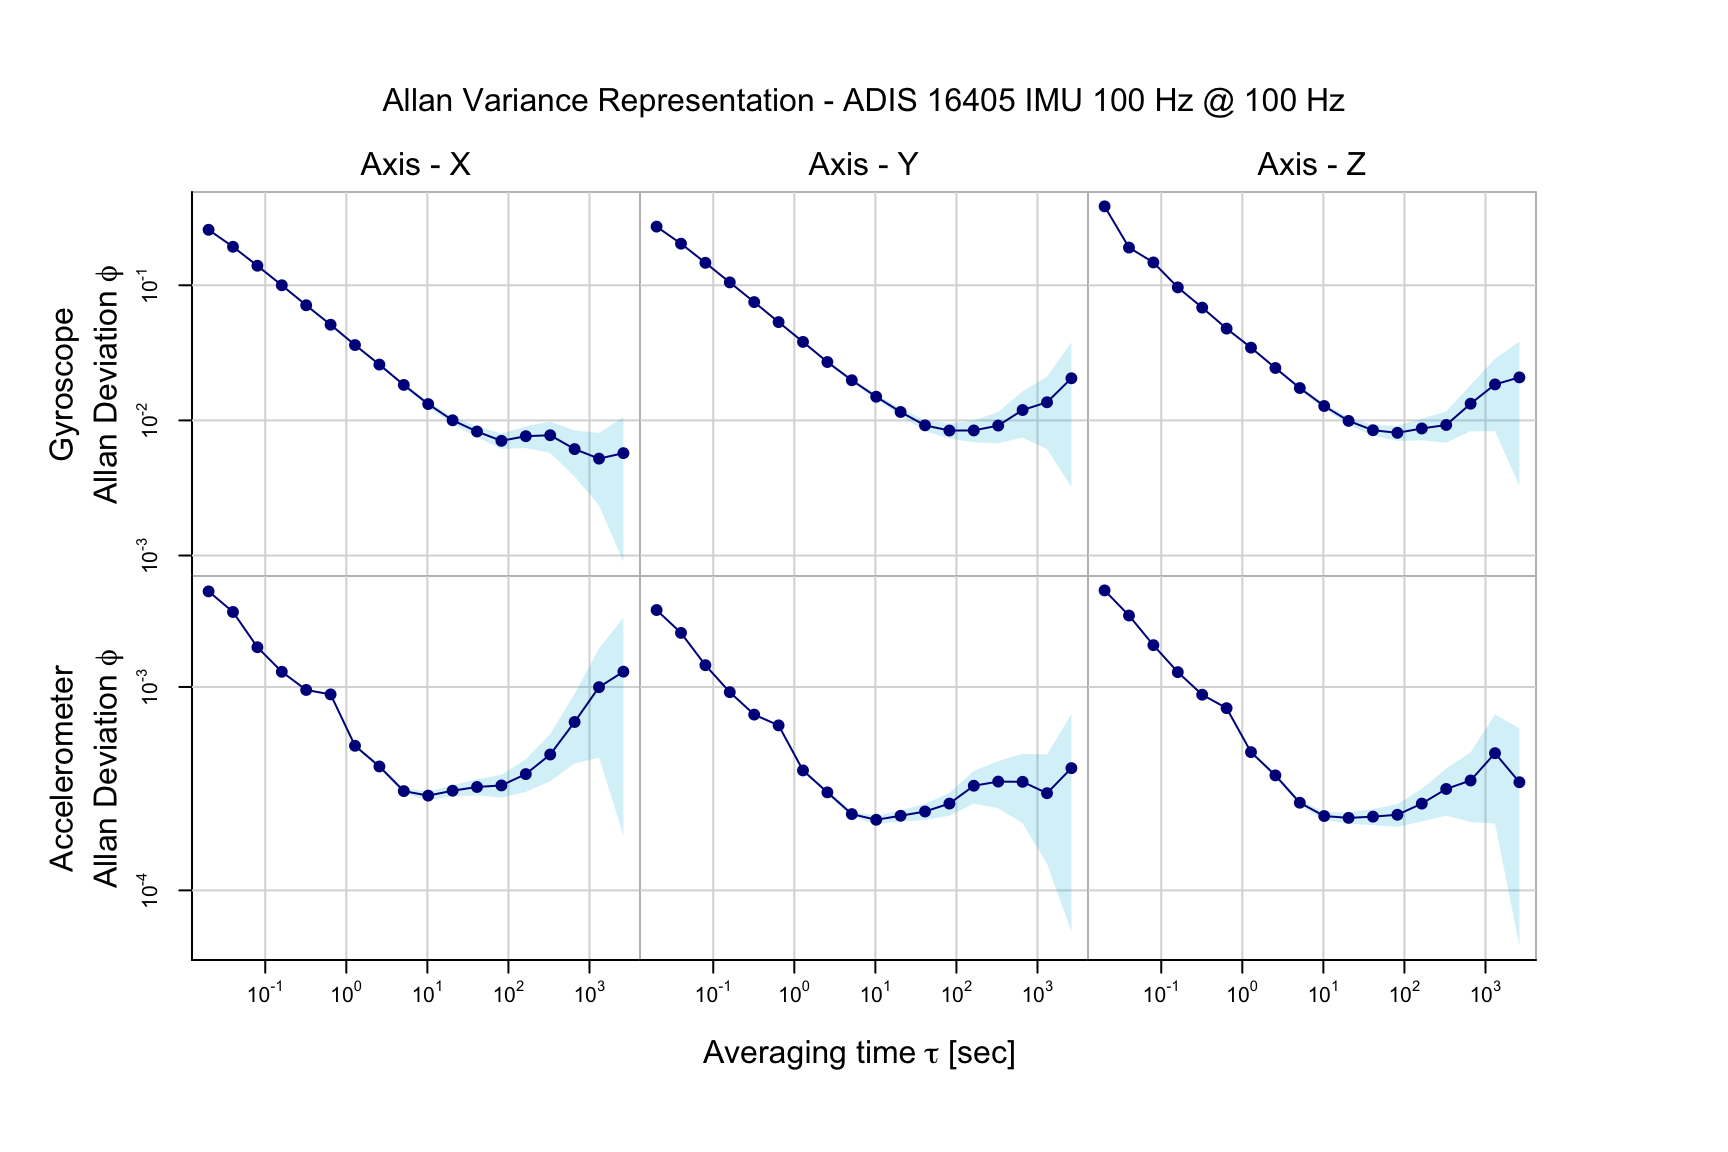 Allan Variance Representation - ADIS 16405 IMU 100 Hz @ 100 Hz
Axis - X
Axis - Y
Axis - Z
Gyroscope
Allan Deviation ϕ
10⁻¹
10⁻²
10⁻³
Accelerometer
Allan Deviation ϕ
10⁻³
10⁻⁴
10⁻¹ 10⁰ 10¹ 10² 10³
10⁻¹ 10⁰ 10¹ 10² 10³
10⁻¹ 10⁰ 10¹ 10² 10³
Averaging time τ [sec]